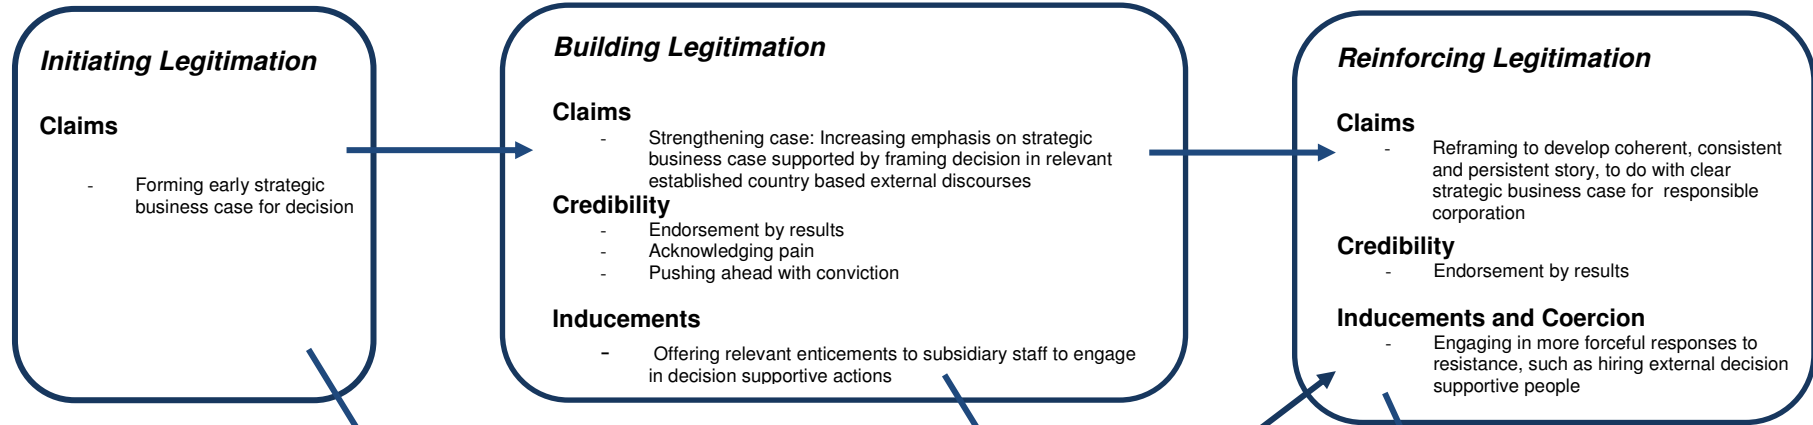 Initiating Legitimation
Claims
- Forming early strategic
business case for decision
Building Legitimation
Claims
- Strengthening case: Increasing emphasis on strategic
business case supported by framing decision in relevant
established country based external discourses
Credibility
- Endorsement by results
- Acknowledging pain
- Pushing ahead with conviction
Inducements
- Offering relevant enticements to subsidiary staff to engage
in decision supportive actions
Reinforcing Legitimation
Claims
- Reframing to develop coherent, consistent
and persistent story, to do with clear
strategic business case for responsible
corporation
Credibility
- Endorsement by results
Inducements and Coercion
- Engaging in more forceful responses to
resistance, such as hiring external decision
supportive people